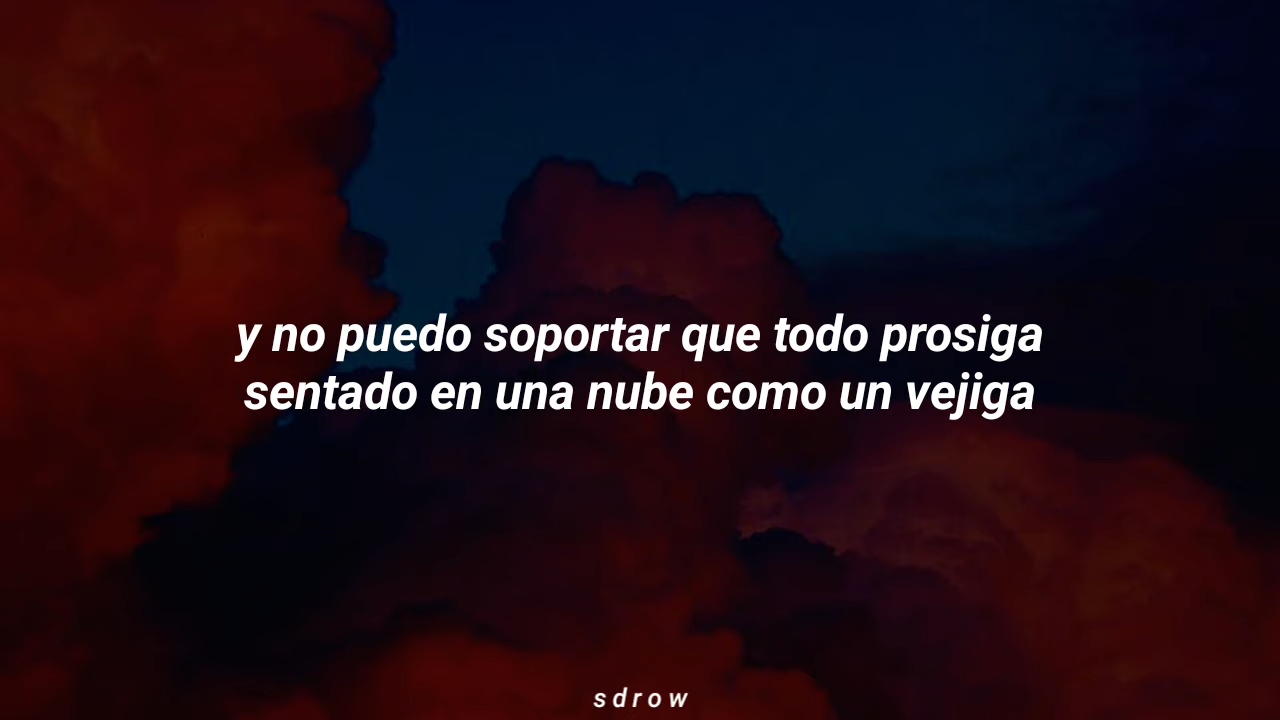 y no puedo soportar que todo prosiga
sentado en una nube como un vejiga
sdrow